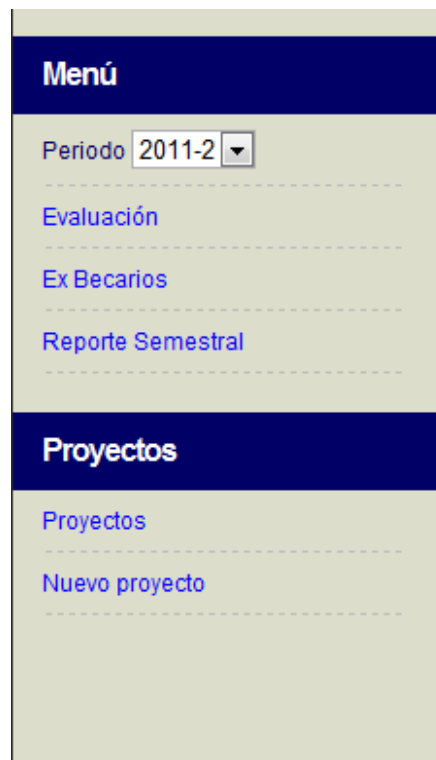 Menú
Periodo 2011-2
Evaluación
Ex Becarios
Reporte Semestral
Proyectos
Proyectos
Nuevo proyecto